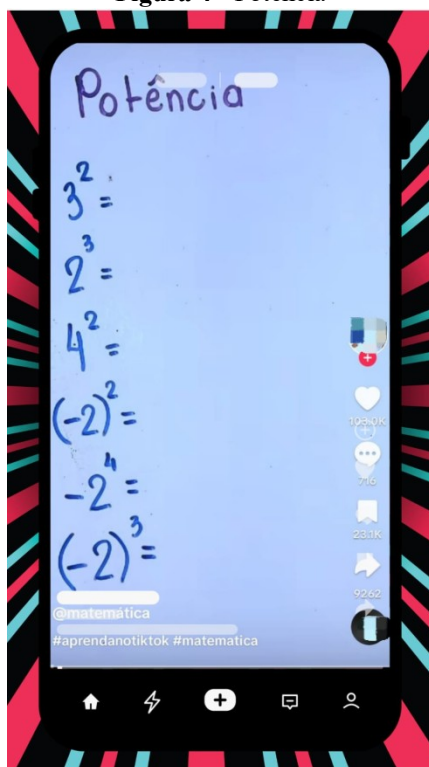 Potência
3² =
2³ =
4² =
(-2)² =
-2⁴ =
(-2)³ =
716
23.1K
9262
@matemática
#aprendanotiktok #matematica